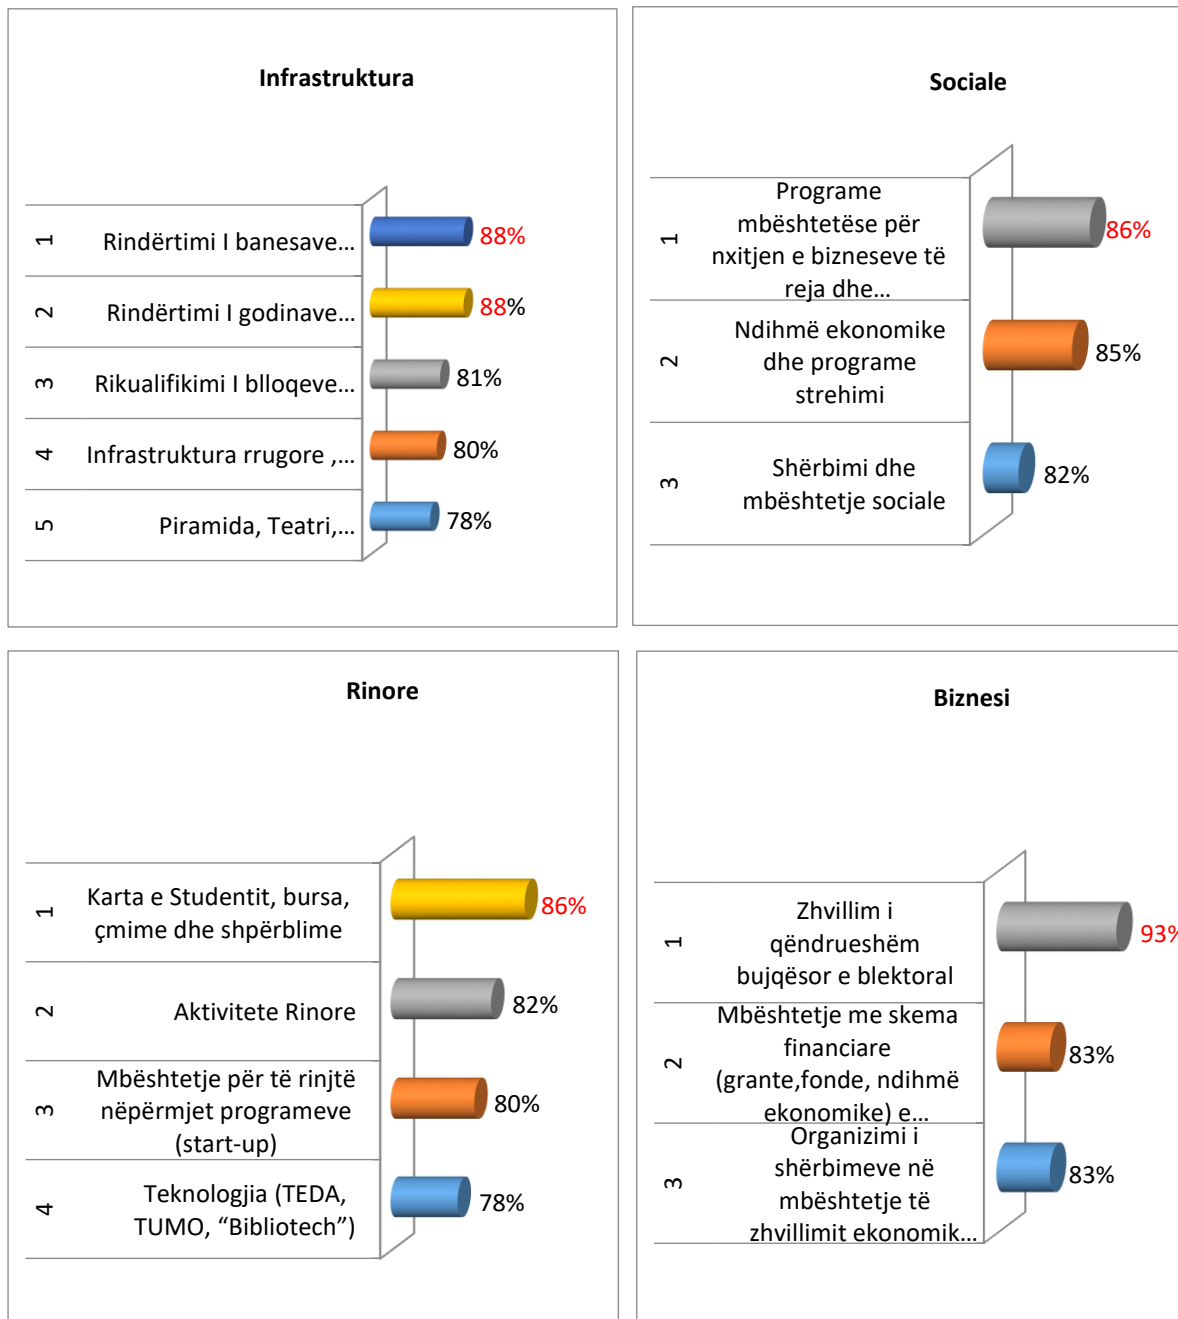 Infrastruktura
1
Rindërtimi I banesave...
88%
2
Rindërtimi I godinave...
88%
3
Rikualifikimi I blloqeve...
81%
4
Infrastruktura rrugore ,...
80%
5
Piramida, Teatri,...
78%
Sociale
1
Programe
mbështetëse për
nxitjen e bizneseve të
reja dhe...
86%
2
Ndihmë ekonomike
dhe programe
strehimi
85%
3
Shërbimi dhe
mbështetje sociale
82%
Rinore
1
Karta e Studentit, bursa,
çmime dhe shpërblime
86%
2
Aktivitete Rinore
82%
3
Mbështetje për të rinjtë
nëpërmjet programeve
(start-up)
80%
4
Teknologjia (TEDA,
TUMO, “Bibliotech”)
78%
Biznesi
1
Zhvillim i
qëndrueshëm
bujqësor e blektoral
93%
2
Mbështetje me skema
financiare
(grante,fonde, ndihmë
ekonomike) e...
83%
3
Organizimi i
shërbimeve në
mbështetje të
zhvillimit ekonomik...
83%